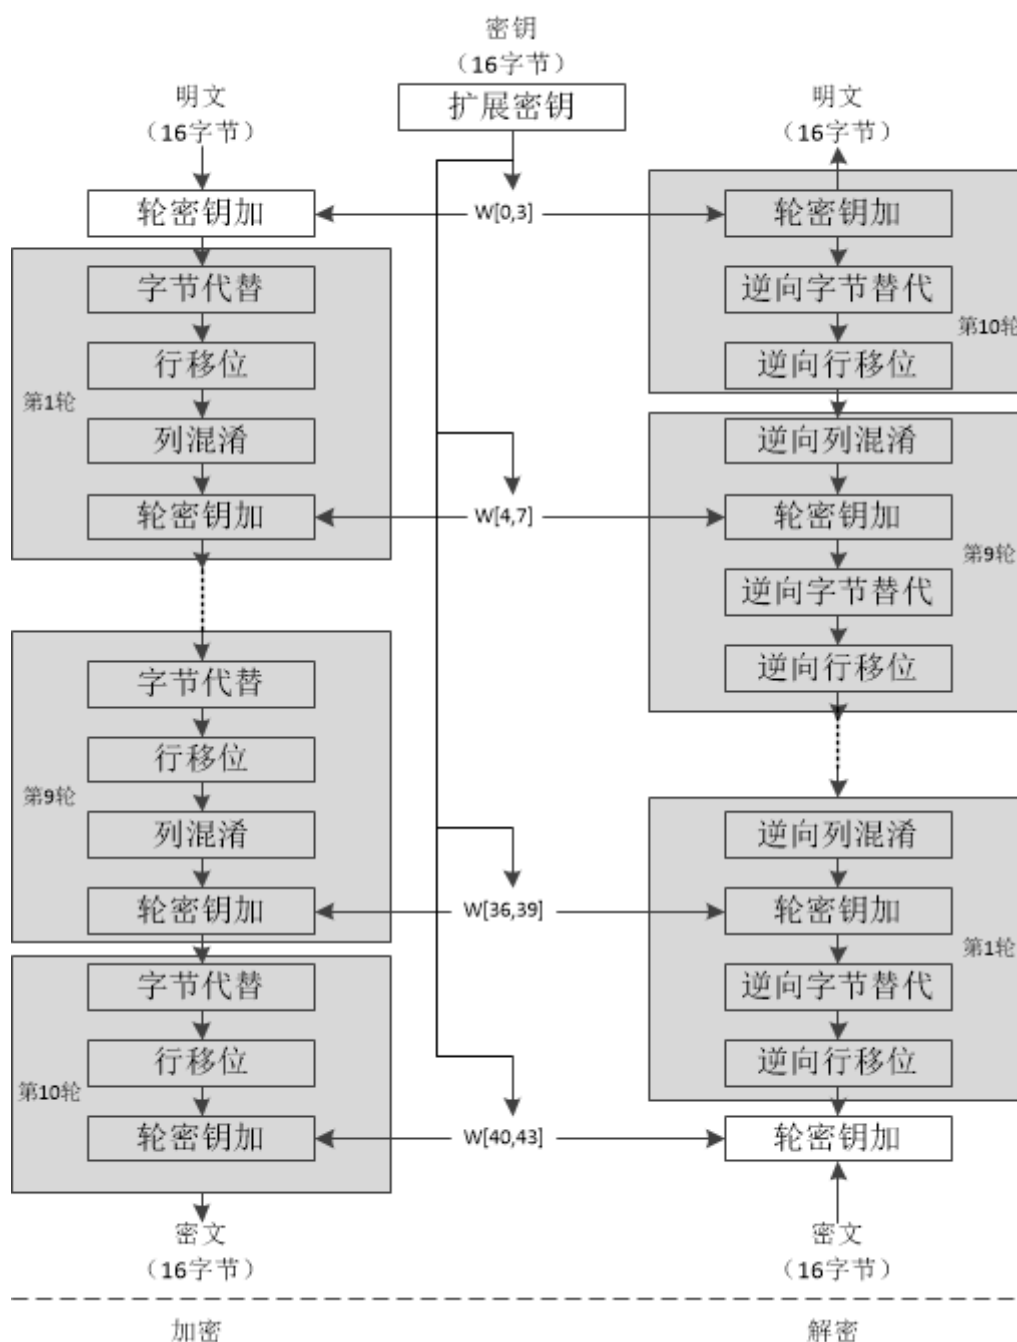 密钥
（16字节）
扩展密钥
明文
（16字节）
轮密钥加
第1轮
字节代替
行移位
列混淆
轮密钥加
第9轮
字节代替
行移位
列混淆
轮密钥加
第10轮
字节代替
行移位
轮密钥加
密文
（16字节）
加密
W[0,3]
W[4,7]
W[36,39]
W[40,43]
明文
（16字节）
轮密钥加
逆向字节替代
第10轮
逆向行移位
逆向列混淆
轮密钥加
第9轮
逆向字节替代
逆向行移位
逆向列混淆
轮密钥加
第1轮
逆向字节替代
逆向行移位
轮密钥加
密文
（16字节）
解密